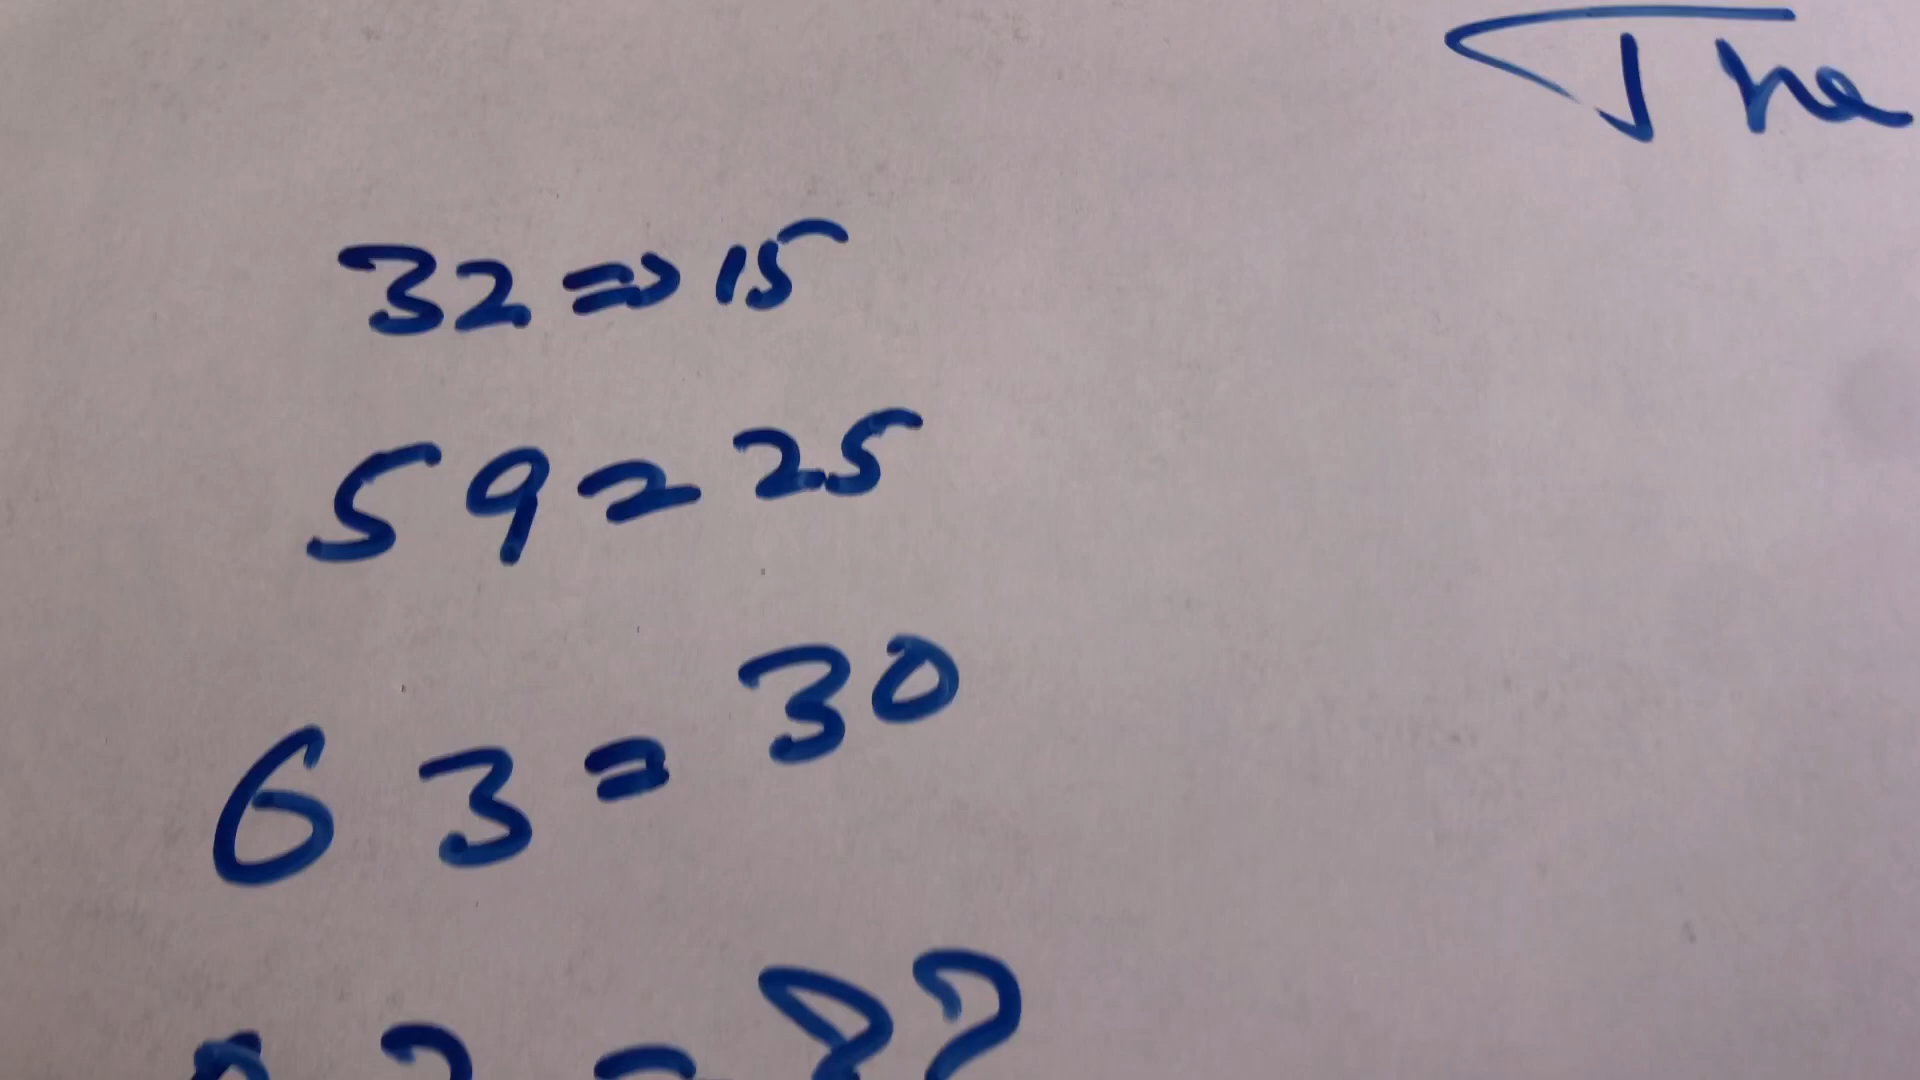 The
32 => 15
59 = 25
63 = 30